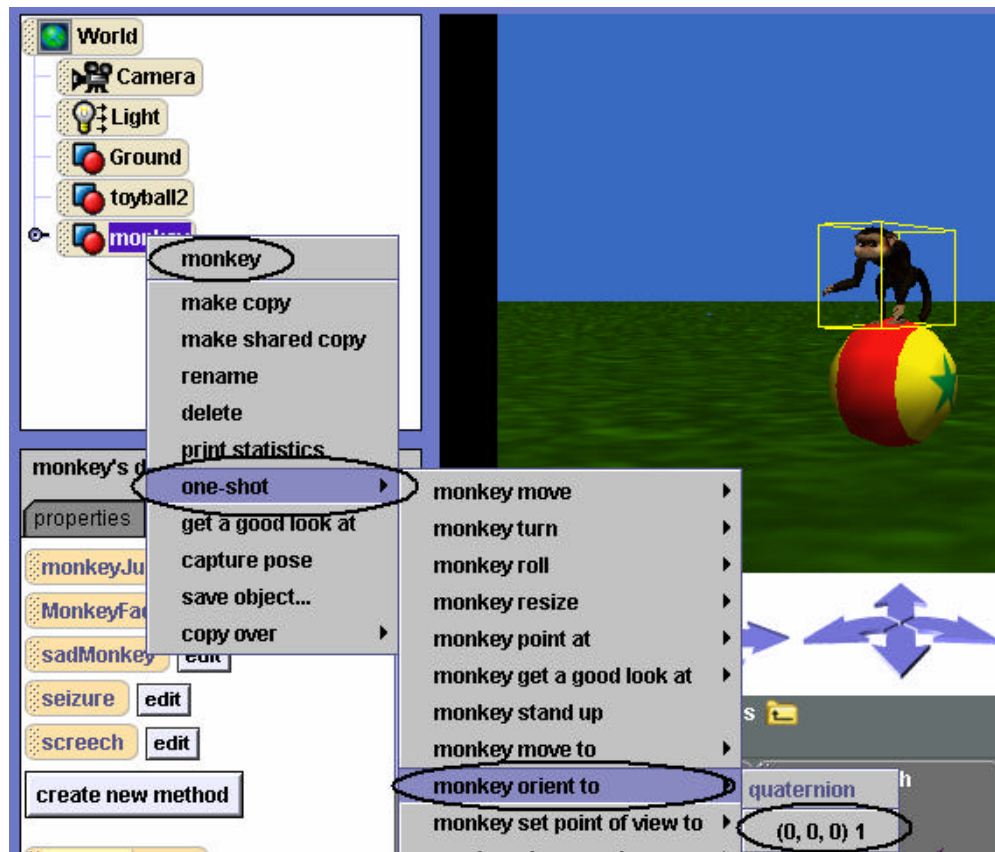 World
Camera
Light
Ground
toyball2
monkey
make copy
make shared copy
rename
delete
print statistics
one-shot
get a good look at
capture pose
save object...
copy over
monkey's d
properties
monkeyJu
MonkeyFa
sadMonkey edit
seizure edit
screech edit
create new method
monkey move
monkey turn
monkey roll
monkey resize
monkey point at
monkey get a good look at
monkey stand up
monkey move to
monkey orient to
monkey set point of view to
quaternion
(0, 0, 0) 1
s
h